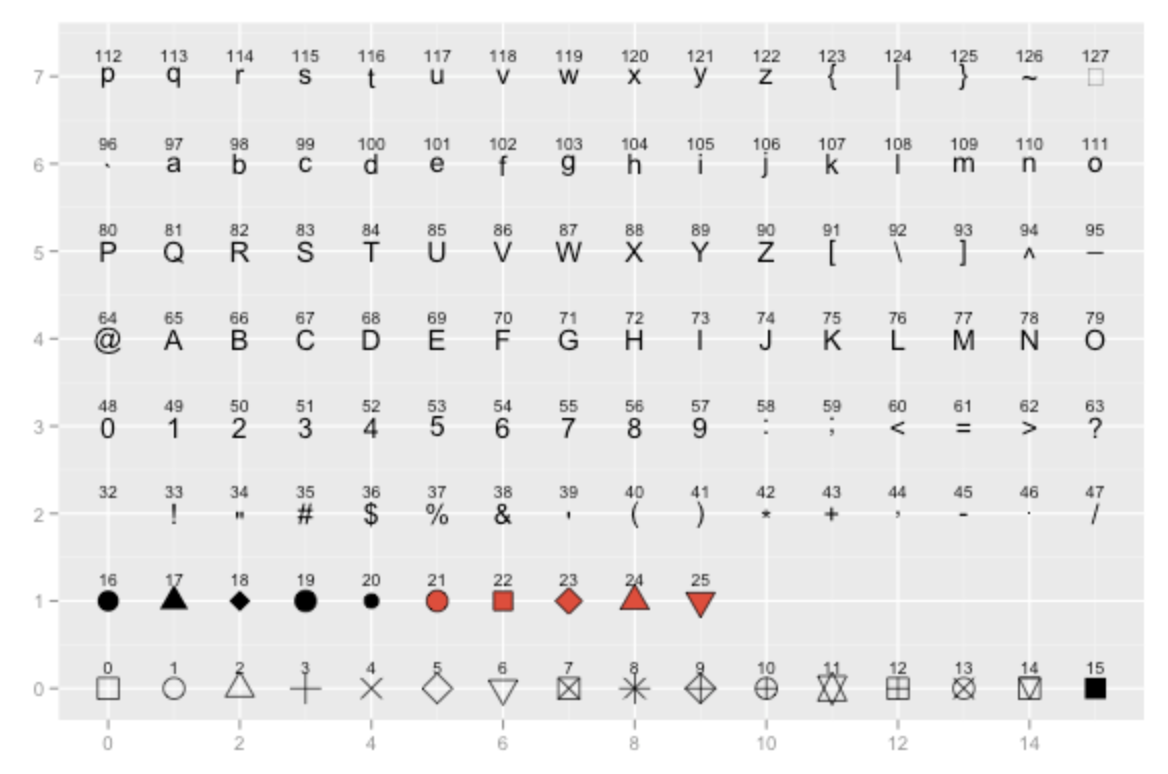 112 113 114 115 116 117 118 119 120 121 122 123 124 125 126 127
7 p q r s t u v w x y z { | } ~ □
96 97 98 99 100 101 102 103 104 105 106 107 108 109 110 111
6 ` a b c d e f g h i j k l m n o
80 81 82 83 84 85 86 87 88 89 90 91 92 93 94 95
5 P Q R S T U V W X Y Z [ \ ] ^ _
64 65 66 67 68 69 70 71 72 73 74 75 76 77 78 79
4 @ A B C D E F G H I J K L M N O
48 49 50 51 52 53 54 55 56 57 58 59 60 61 62 63
3 0 1 2 3 4 5 6 7 8 9 : ; < = > ?
32 33 34 35 36 37 38 39 40 41 42 43 44 45 46 47
2 ! " # $ % & ' ( ) * + , - . /
16 17 18 19 20 21 22 23 24 25
1
0 1 2 3 4 5 6 7 8 9 10 11 12 13 14 15
0
0 2 4 6 8 10 12 14